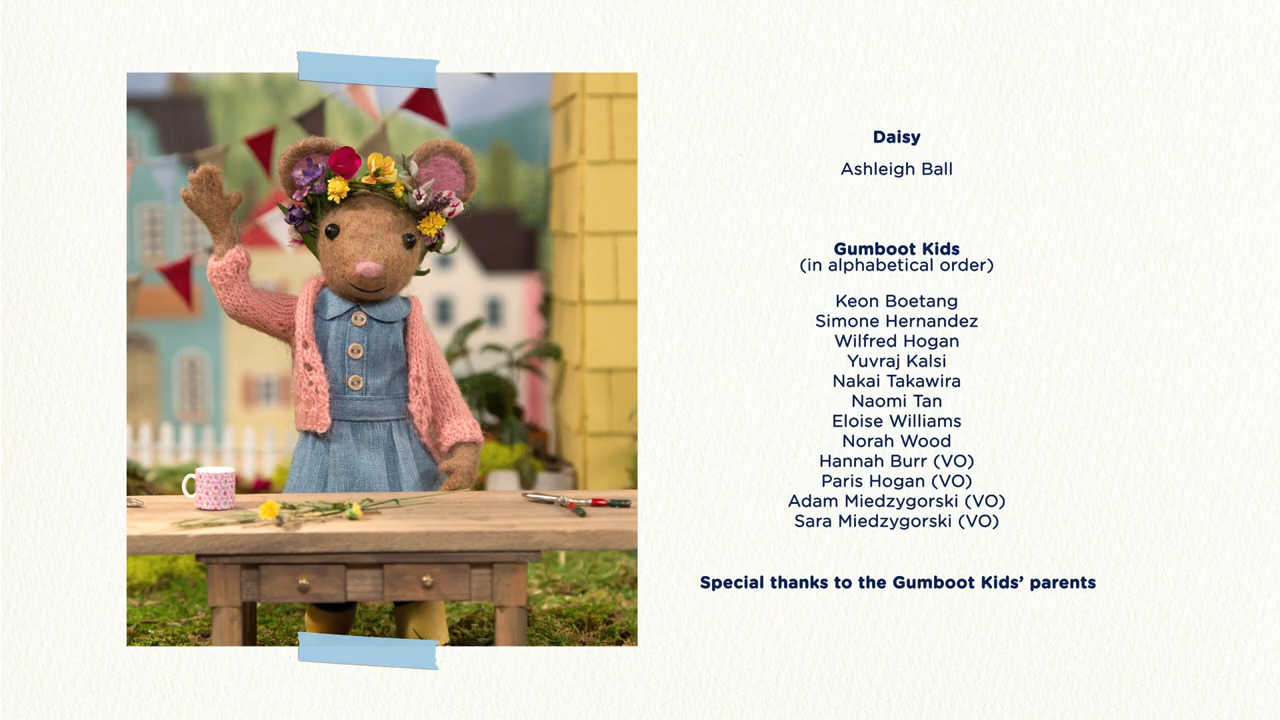 Daisy
Ashleigh Ball
Gumboot Kids
(in alphabetical order)
Keon Boetang
Simone Hernandez
Wilfred Hogan
Yuvraj Kalsi
Nakai Takawira
Naomi Tan
Eloise Williams
Norah Wood
Hannah Burr (VO)
Paris Hogan (VO)
Adam Miedzygorski (VO)
Sara Miedzygorski (VO)
Special thanks to the Gumboot Kids’ parents